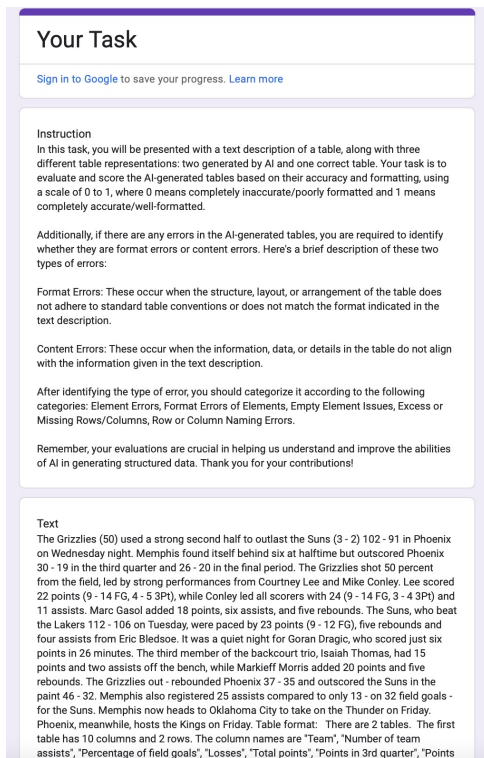 Your Task
Sign in to Google to save your progress. Learn more
Instruction
In this task, you will be presented with a text description of a table, along with three
different table representations: two generated by AI and one correct table. Your task is to
evaluate and score the AI-generated tables based on their accuracy and formatting, using
a scale of 0 to 1, where 0 means completely inaccurate/poorly formatted and 1 means
completely accurate/well-formatted.
Additionally, if there are any errors in the AI-generated tables, you are required to identify
whether they are format errors or content errors. Here's a brief description of these two
types of errors:
Format Errors: These occur when the structure, layout, or arrangement of the table does
not adhere to standard table conventions or does not match the format indicated in the
text description.
Content Errors: These occur when the information, data, or details in the table do not align
with the information given in the text description.
After identifying the type of error, you should categorize it according to the following
categories: Element Errors, Format Errors of Elements, Empty Element Issues, Excess or
Missing Rows/Columns, Row or Column Naming Errors.
Remember, your evaluations are crucial in helping us understand and improve the abilities
of AI in generating structured data. Thank you for your contributions!
Text
The Grizzlies (50) used a strong second half to outlast the Suns (3 - 2) 102 - 91 in Phoenix
on Wednesday night. Memphis found itself behind six at halftime but outscored Phoenix
30 - 19 in the third quarter and 26 - 20 in the final period. The Grizzlies shot 50 percent
from the field, led by strong performances from Courtney Lee and Mike Conley. Lee scored
22 points (9 - 14 FG, 4 - 5 3Pt), while Conley led all scorers with 24 (9 - 14 FG, 3 - 4 3Pt) and
11 assists. Marc Gasol added 18 points, six assists, and five rebounds. The Suns, who beat
the Lakers 112 - 106 on Tuesday, were paced by 23 points (9 - 12 FG), five rebounds and
four assists from Eric Bledsoe. It was a quiet night for Goran Dragic, who scored just six
points in 26 minutes. The third member of the backcourt trio, Isaiah Thomas, had 15
points and two assists off the bench, while Markieff Morris added 20 points and five
rebounds. The Grizzlies out - rebounded Phoenix 37 - 35 and outscored the Suns in the
paint 46 - 32. Memphis also registered 25 assists compared to only 13 - on 32 field goals -
for the Suns. Memphis now heads to Oklahoma City to take on the Thunder on Friday.
Phoenix, meanwhile, hosts the Kings on Friday. Table format: There are 2 tables. The first
table has 10 columns and 2 rows. The column names are "Team", "Number of team
assists", "Percentage of field goals", "Losses", "Total points", "Points in 3rd quarter", "Points